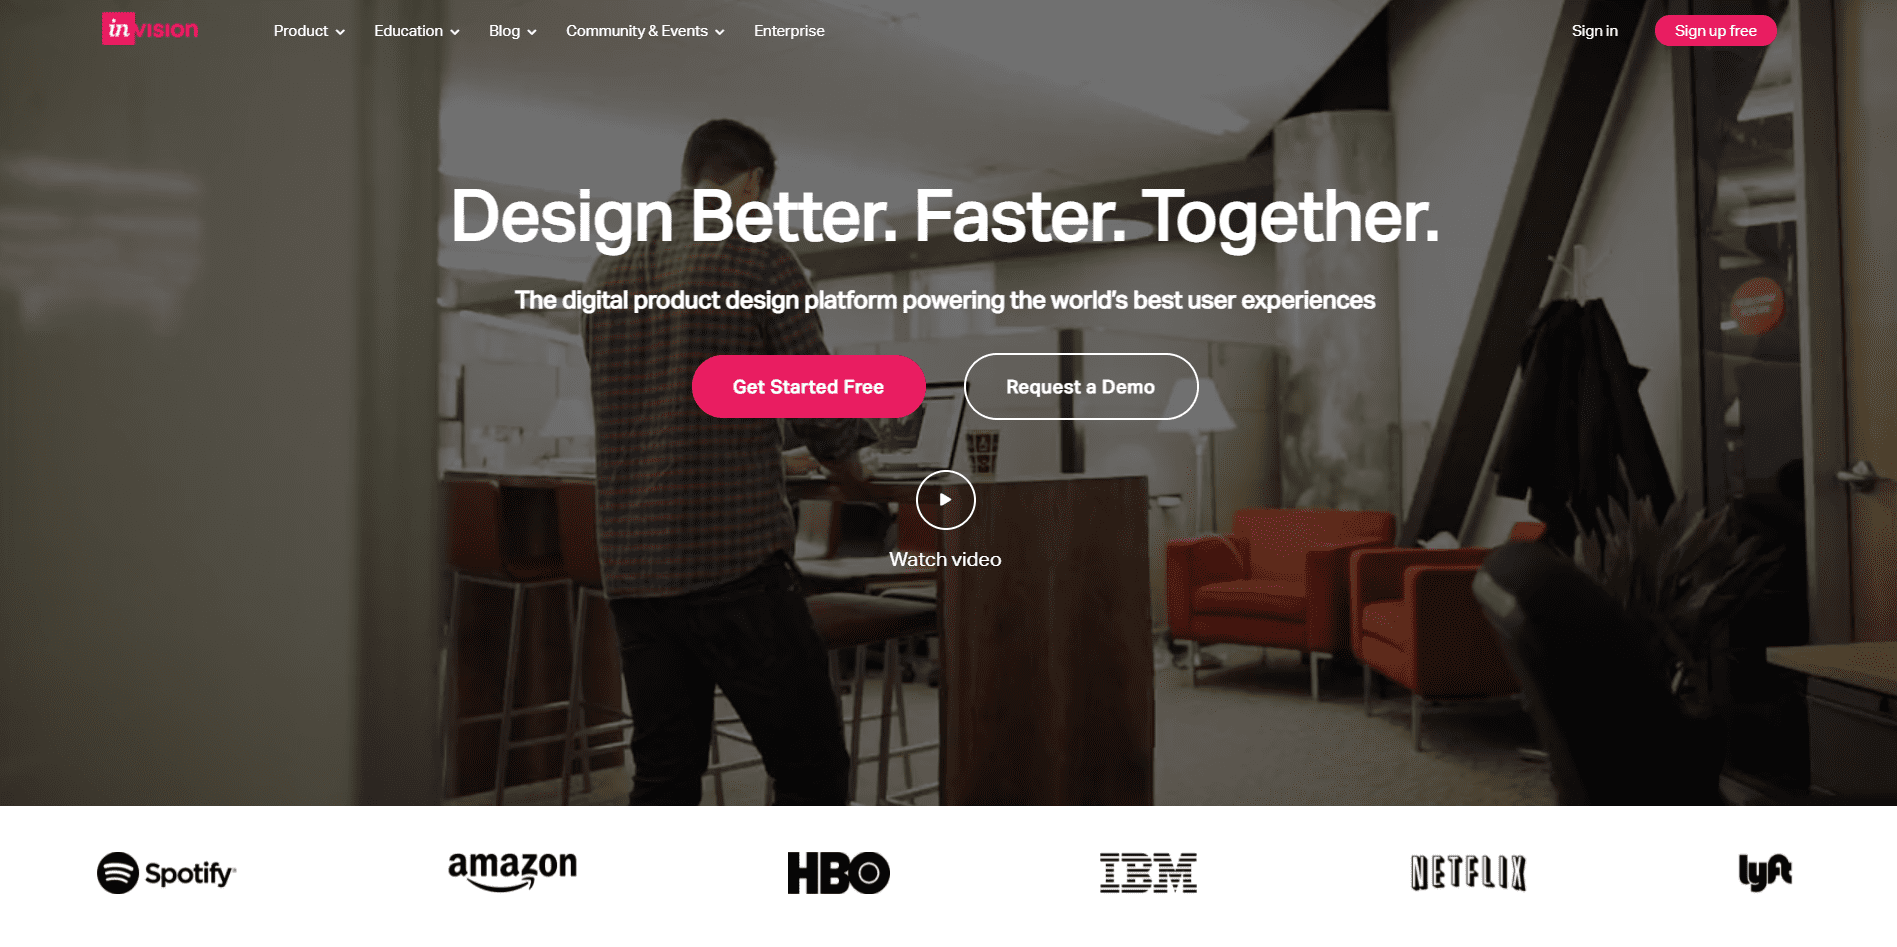 inVISION
Product
Education
Blog
Community & Events
Enterprise
Sign in
Sign up free
Design Better. Faster. Together.
The digital product design platform powering the world's best user experiences
Get Started Free
Request a Demo
Watch video
Spotify
amazon
HBO
IBM
NETFLIX
lyft